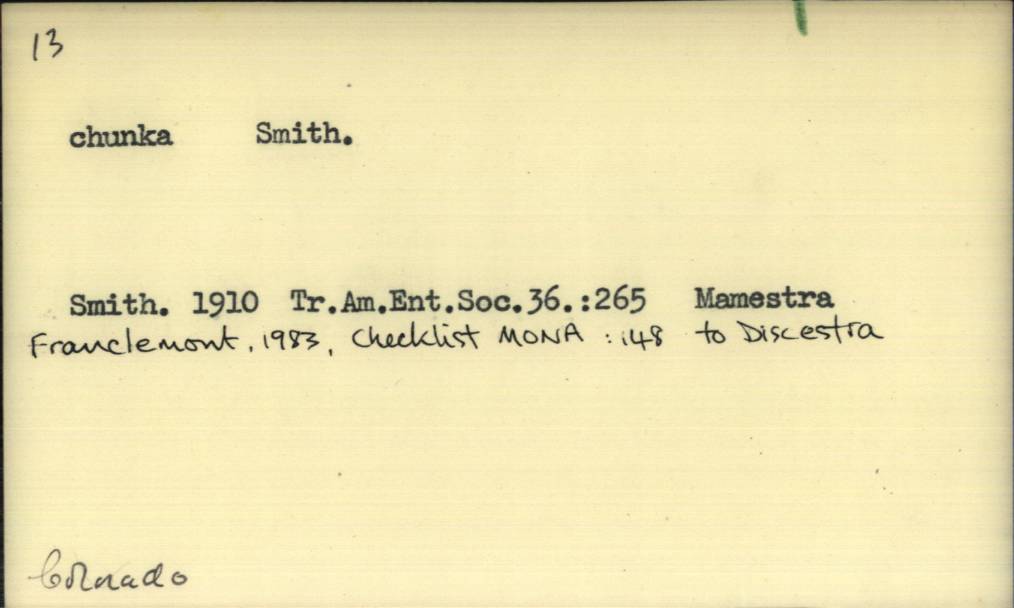 13
chunka Smith.
Smith. 1910 Tr.Am.Ent.Soc.36.:265 Mamestra
Franclemont, 1983, Checklist MONA :148 to Discestra
Colorado